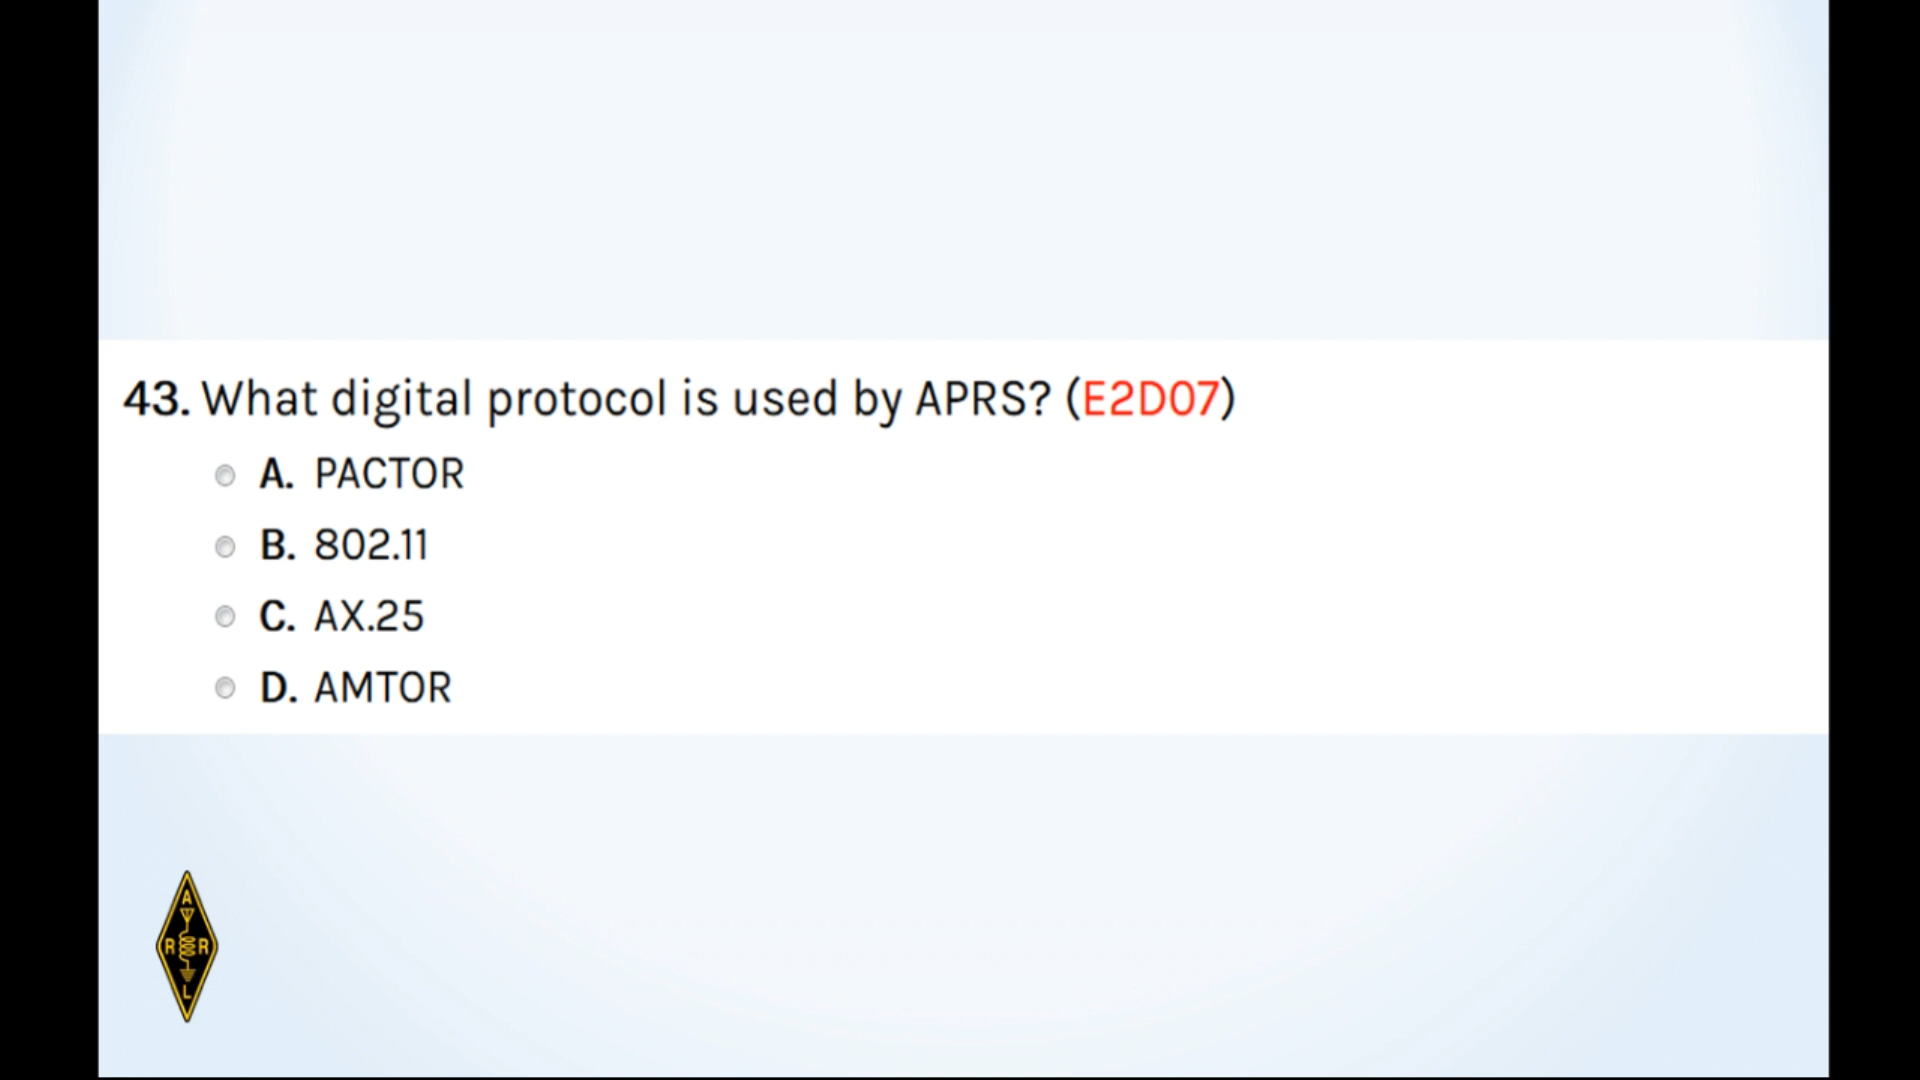 43. What digital protocol is used by APRS? (E2D07)
A. PACTOR
B. 802.11
C. AX.25
D. AMTOR
A
R R
L